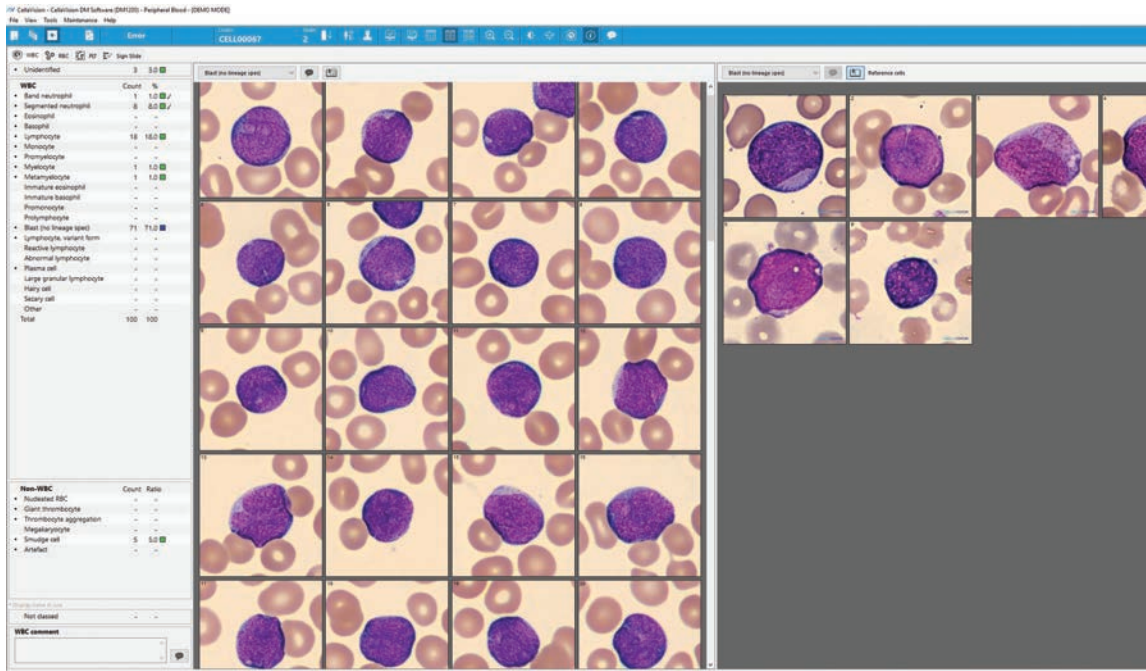 CellaVision - CellaVision DM Software (DM1200) - Peripheral Blood - [DEMO MODE]
File View Tools Maintenance Help
Error
CELL00067
2
WBC RBC PLT Sign Slide
Unidentified 3 3.0
WBC Count %
Band neutrophil 1 1.0
Segmented neutrophil 8 8.0
Eosinophil - -
Basophil - -
Lymphocyte 18 18.0
Monocyte - -
Promyelocyte - -
Myelocyte 1 1.0
Metamyelocyte 1 1.0
Immature eosinophil - -
Immature basophil - -
Promonocyte - -
Prolymphocyte - -
Blast (no lineage spec) 71 71.0
Lymphocyte, variant form - -
Reactive lymphocyte - -
Abnormal lymphocyte - -
Plasma cell - -
Large granular lymphocyte - -
Hairy cell - -
Sezary cell - -
Other - -
Total 100 100
Non-WBC Count Ratio
Nucleated RBC - -
Giant thrombocyte - -
Thrombocyte aggregation - -
Megakaryocyte - -
Smudge cell 5 5.0
Artefact - -
Not classed - -
WBC comment
Blast (no lineage spec)
Blast (no lineage spec) Reference cells